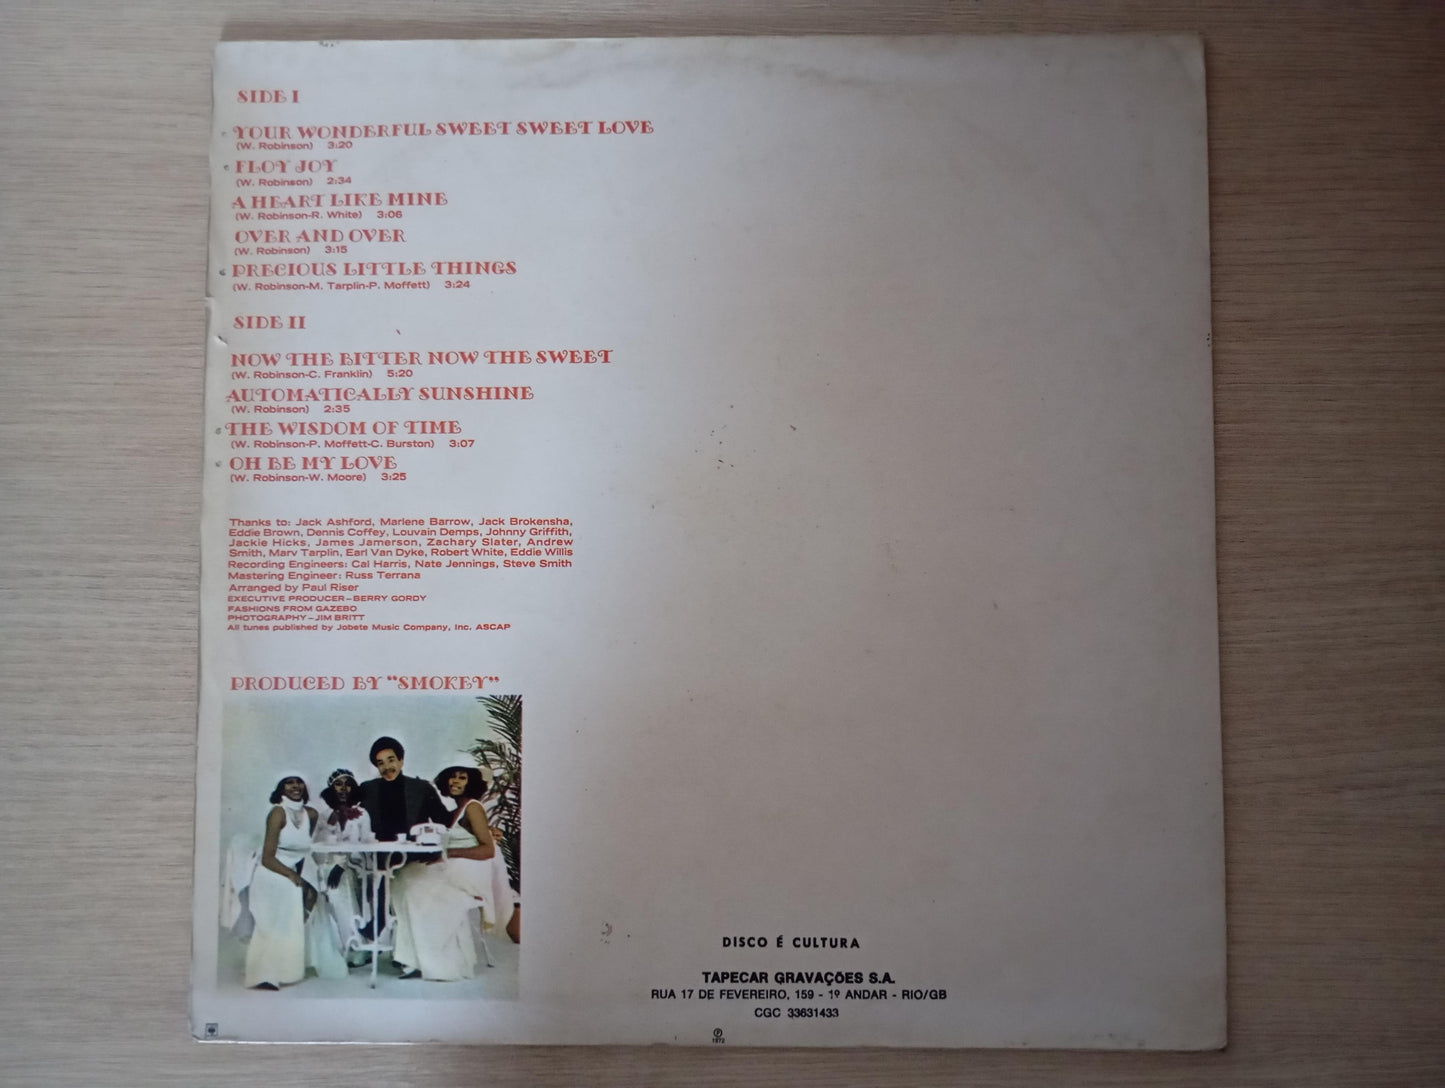 SIDE I
YOUR WONDERFUL SWEET SWEET LOVE
(W. Robinson) 3:20
FLOY JOY
(W. Robinson) 2:34
A HEART LIKE MINE
(W. Robinson-R. White) 3:06
OVER AND OVER
(W. Robinson) 3:15
PRECIOUS LITTLE THINGS
(W. Robinson-M. Tarplin-P. Moffett) 3:24
SIDE II
NOW THE BITTER NOW THE SWEET
(W. Robinson-C. Franklin) 5:20
AUTOMATICALLY SUNSHINE
(W. Robinson) 2:35
THE WISDOM OF TIME
(W. Robinson-P. Moffett-C. Burston) 3:07
OH BE MY LOVE
(W. Robinson-W. Moore) 3:25
Thanks to: Jack Ashford, Marlene Barrow, Jack Brokensha,
Eddie Brown, Dennis Coffey, Louvain Demps, Johnny Griffith,
Jackie Hicks, James Jamerson, Zachary Slater, Andrew
Smith, Marv Tarplin, Earl Van Dyke, Robert White, Eddie Willis
Recording Engineers: Cal Harris, Nate Jennings, Steve Smith
Mastering Engineer: Russ Terrana
Arranged by Paul Riser
EXECUTIVE PRODUCER–BERRY GORDY
FASHIONS FROM GAZEBO
PHOTOGRAPHY–JIM BRITT
All tunes published by Jobete Music Company, Inc. ASCAP
PRODUCED BY "SMOKEY"
DISCO É CULTURA
TAPECAR GRAVAÇÕES S.A.
RUA 17 DE FEVEREIRO, 159 - 1º ANDAR - RIO/GB
CGC 33631433
℗
1972